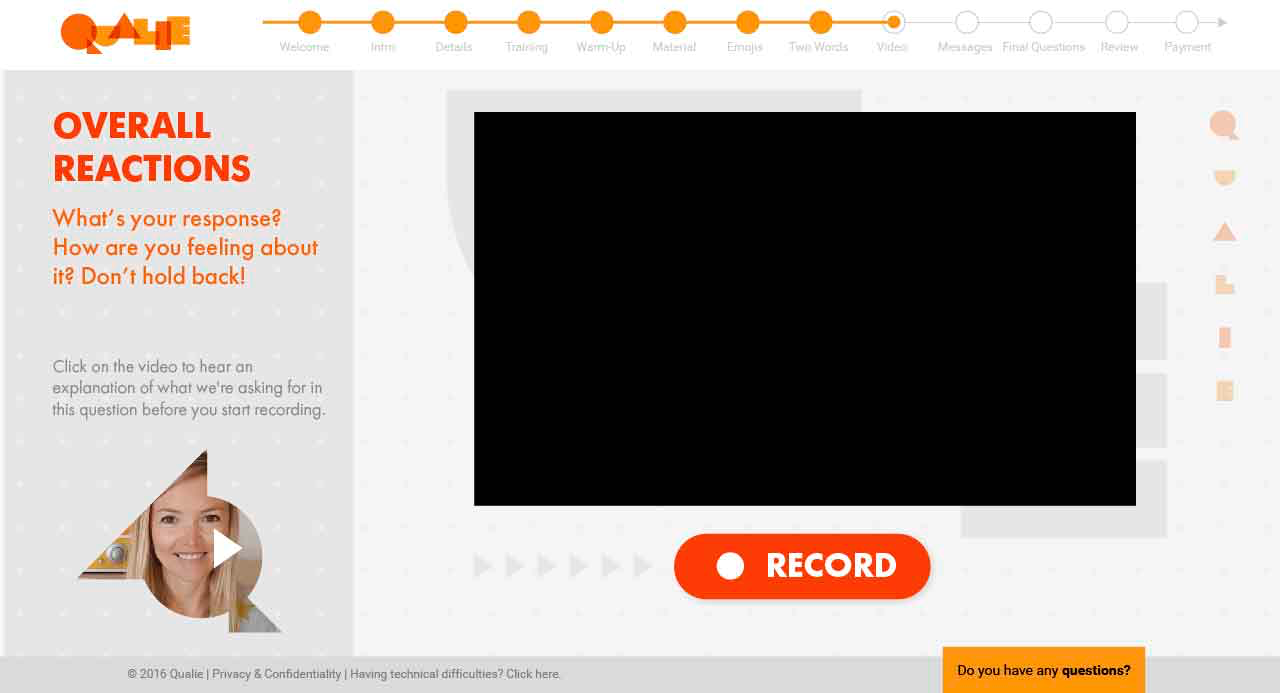 QUALIE
Welcome
Intro
Details
Training
Warm-Up
Material
Emojis
Two Words
Video
Messages
Final Questions
Review
Payment
OVERALL
REACTIONS
What's your response?
How are you feeling about
it? Don't hold back!
Click on the video to hear an
explanation of what we're asking for in
this question before you start recording.
RECORD
© 2016 Qualie | Privacy & Confidentiality | Having technical difficulties? Click here.
Do you have any questions?